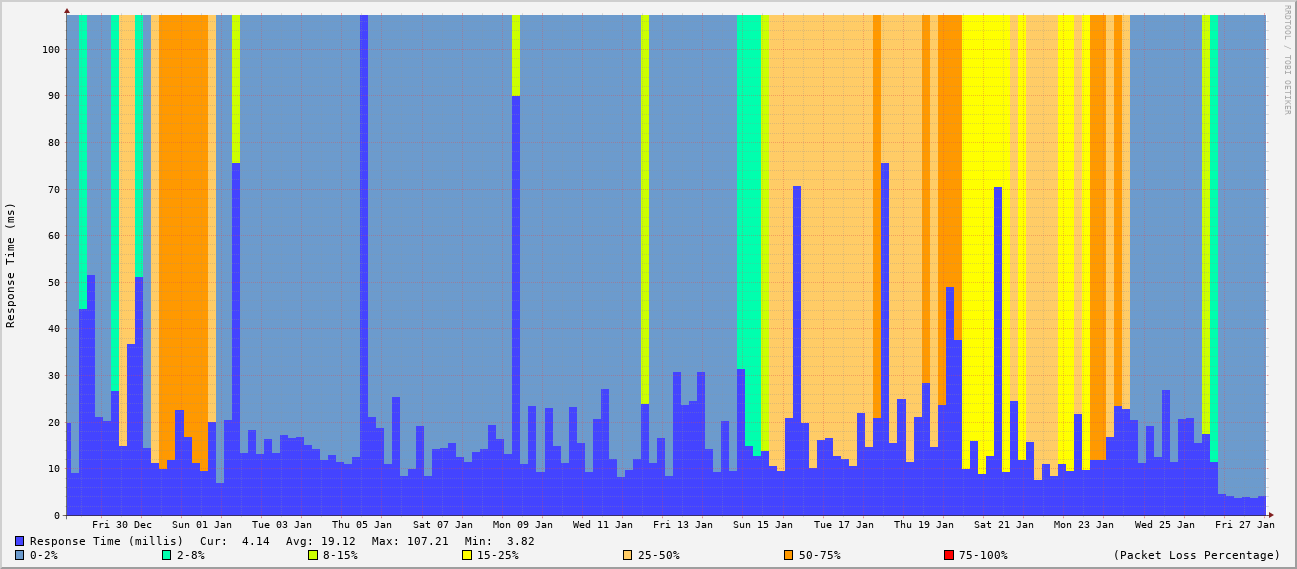 RRDTOOL / TOBI OETIKER
Response Time (ms)
100
90
80
70
60
50
40
30
20
10
0
Fri 30 Dec Sun 01 Jan Tue 03 Jan Thu 05 Jan Sat 07 Jan Mon 09 Jan Wed 11 Jan Fri 13 Jan Sun 15 Jan Tue 17 Jan Thu 19 Jan Sat 21 Jan Mon 23 Jan Wed 25 Jan Fri 27 Jan
Response Time (millis) Cur: 4.14 Avg: 19.12 Max: 107.21 Min: 3.82
0-2% 2-8% 8-15% 15-25% 25-50% 50-75% 75-100% (Packet Loss Percentage)